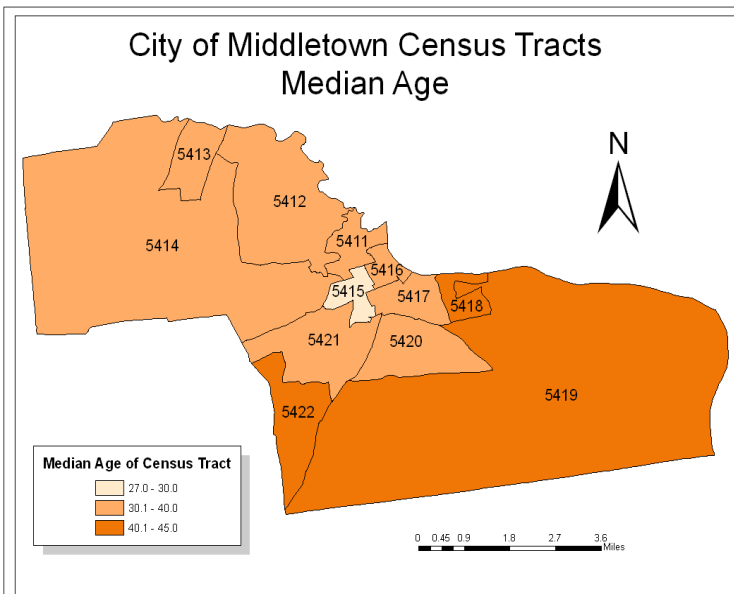 City of Middletown Census Tracts
Median Age
N
5413
5412
5414
5411
5416
5415
5417
5418
5421
5420
5419
5422
Median Age of Census Tract
27.0 - 30.0
30.1 - 40.0
40.1 - 45.0
0 0.45 0.9 1.8 2.7 3.6
Miles